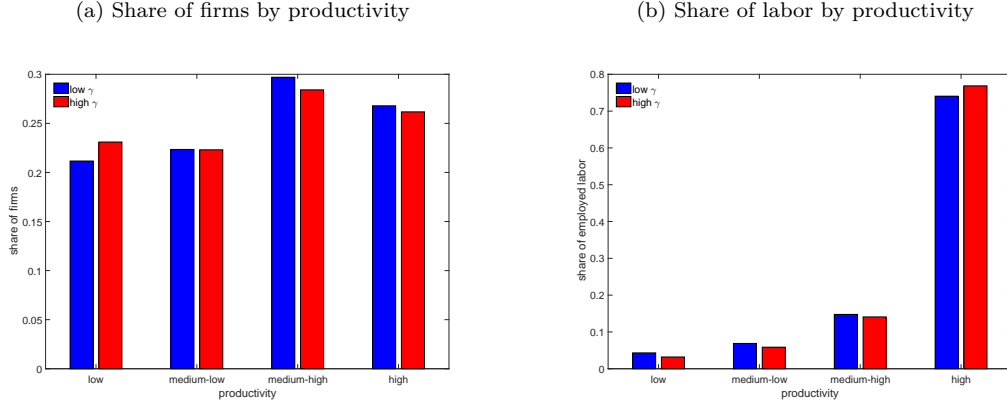 (a) Share of firms by productivity
0.3
0.25
0.2
0.15
0.1
0.05
0
share of firms
low γ
high γ
low medium-low medium-high high
productivity
(b) Share of labor by productivity
0.8
0.7
0.6
0.5
0.4
0.3
0.2
0.1
0
share of employed labor
low γ
high γ
low medium-low medium-high high
productivity